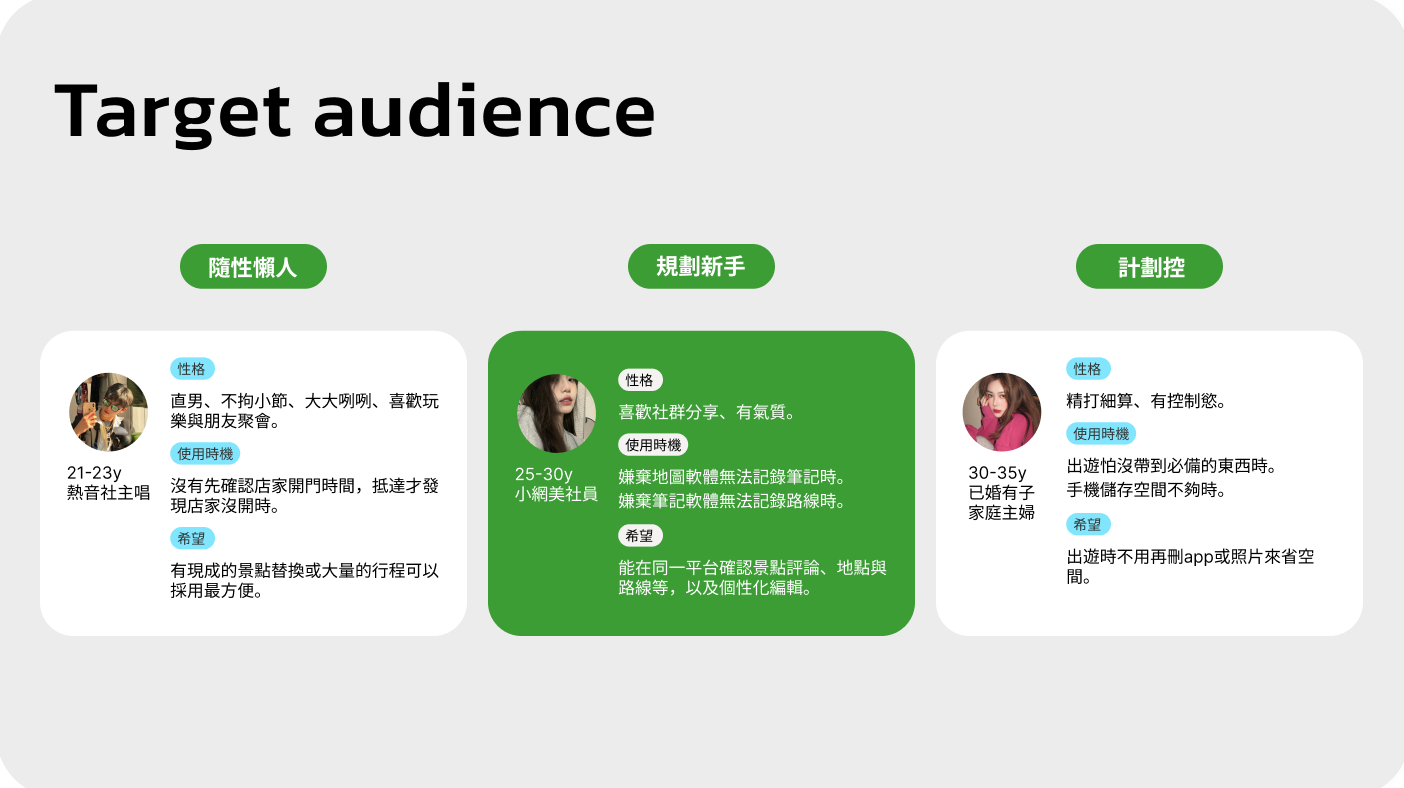 Target audience
隨性懶人
性格
直男、不拘小節、大大咧咧、喜歡玩
樂與朋友聚會。
使用時機
沒有先確認店家開門時間，抵達才發
現店家沒開時。
希望
有現成的景點替換或大量的行程可以
採用最方便。
21-23y
熱音社主唱
規劃新手
性格
喜歡社群分享、有氣質。
使用時機
嫌棄地圖軟體無法記錄筆記時。
嫌棄筆記軟體無法記錄路線時。
希望
能在同一平台確認景點評論、地點與
路線等，以及個性化編輯。
25-30y
小網美社員
計劃控
性格
精打細算、有控制慾。
使用時機
出遊怕沒帶到必備的東西時。
手機儲存空間不夠時。
希望
出遊時不用再刪app或照片來省空
間。
30-35y
已婚有子
家庭主婦